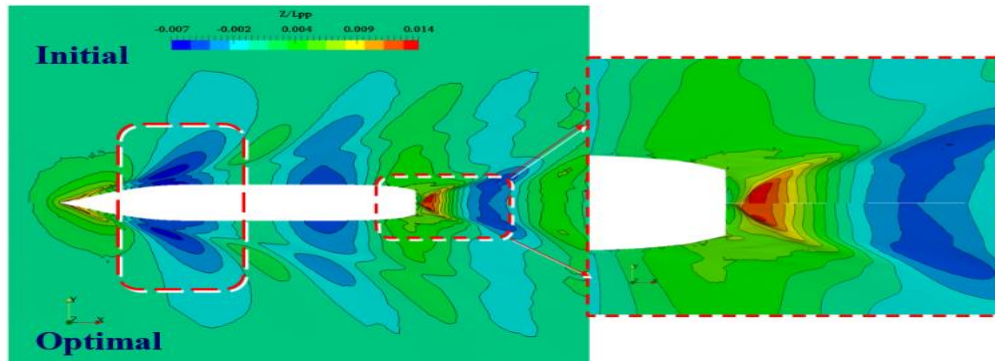 Z/Lpp
-0.007 -0.002 0.004 0.009 0.014
Initial
Y
Z X
Optimal
Y
X